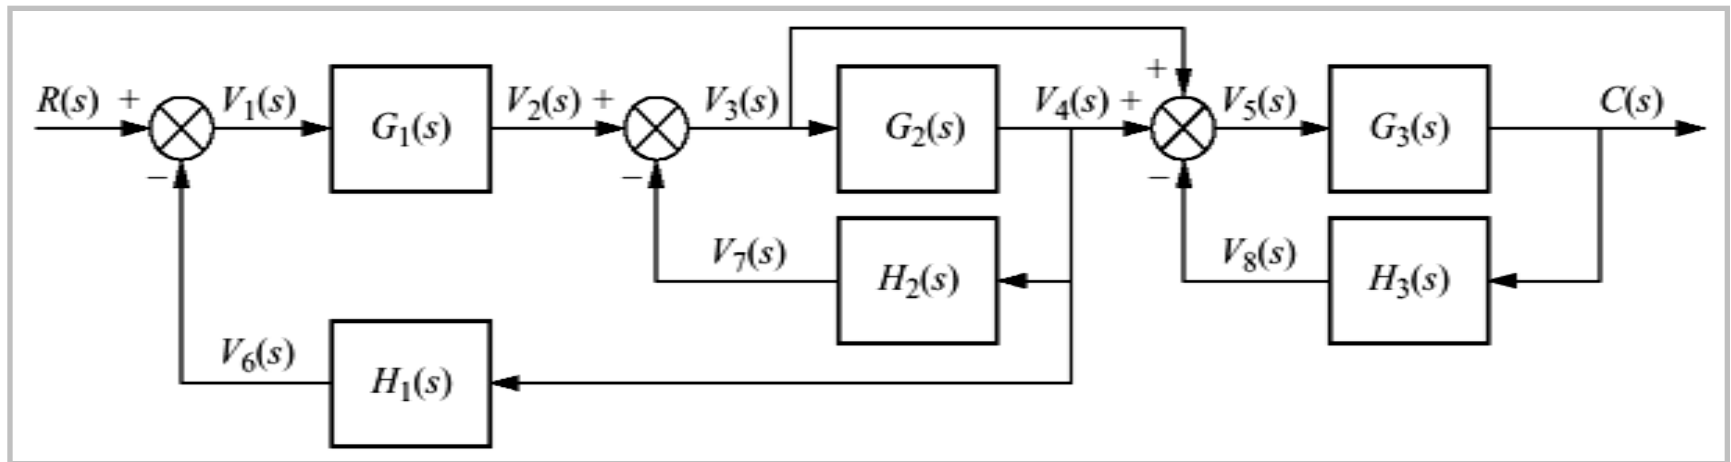 R(s) + V₁(s) G₁(s) V₂(s) + V₃(s) G₂(s) V₄(s) + + V₅(s) G₃(s) C(s)
− − −
V₇(s) H₂(s) V₈(s) H₃(s)
V₆(s) H₁(s)